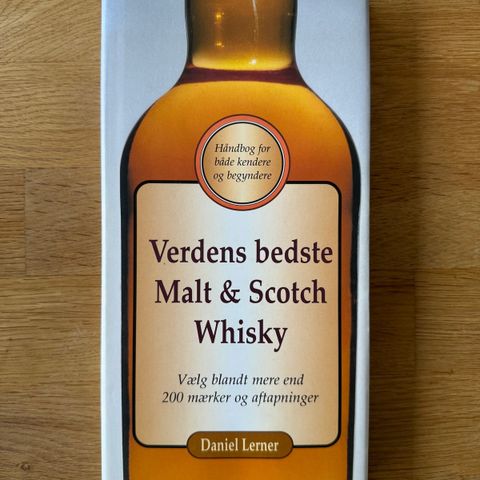 Håndbog for
både kendere
og begyndere
Verdens bedste
Malt & Scotch
Whisky
Vælg blandt mere end
200 mærker og aftapninger
Daniel Lerner